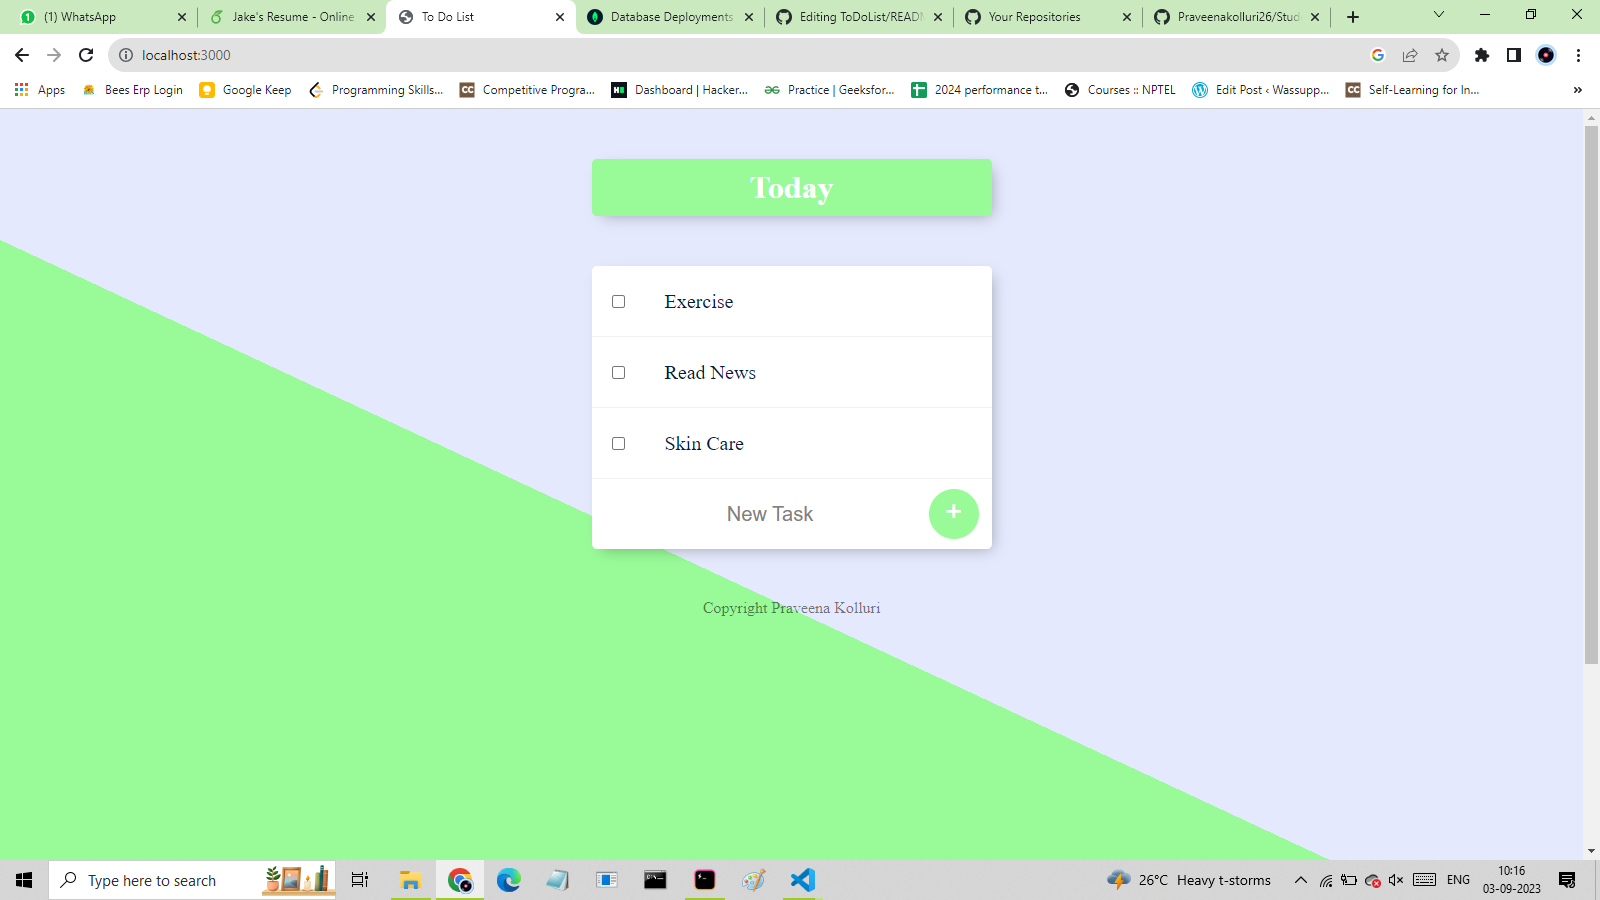 (1) WhatsApp
Jake's Resume - Online
To Do List
Database Deployments
Editing ToDoList/READ
Your Repositories
Praveenakolluri26/Stud
localhost:3000
Apps
Bees Erp Login
Google Keep
Programming Skills...
Competitive Progra...
Dashboard | Hacker...
Practice | Geeksfor...
2024 performance t...
Courses :: NPTEL
Edit Post ‹ Wassupp...
Self-Learning for In...
Today
Exercise
Read News
Skin Care
New Task
+
Copyright Praveena Kolluri
Type here to search
26°C Heavy t-storms
ENG
10:16
03-09-2023